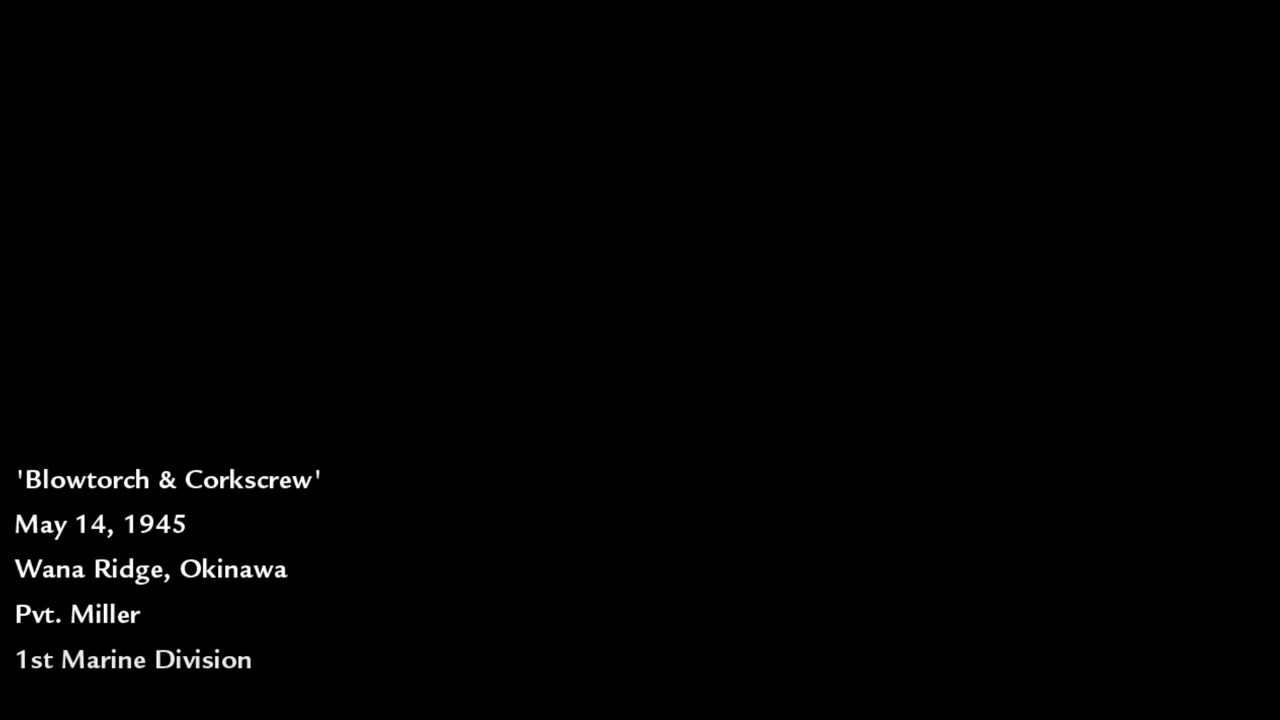 'Blowtorch & Corkscrew'
May 14, 1945
Wana Ridge, Okinawa
Pvt. Miller
1st Marine Division